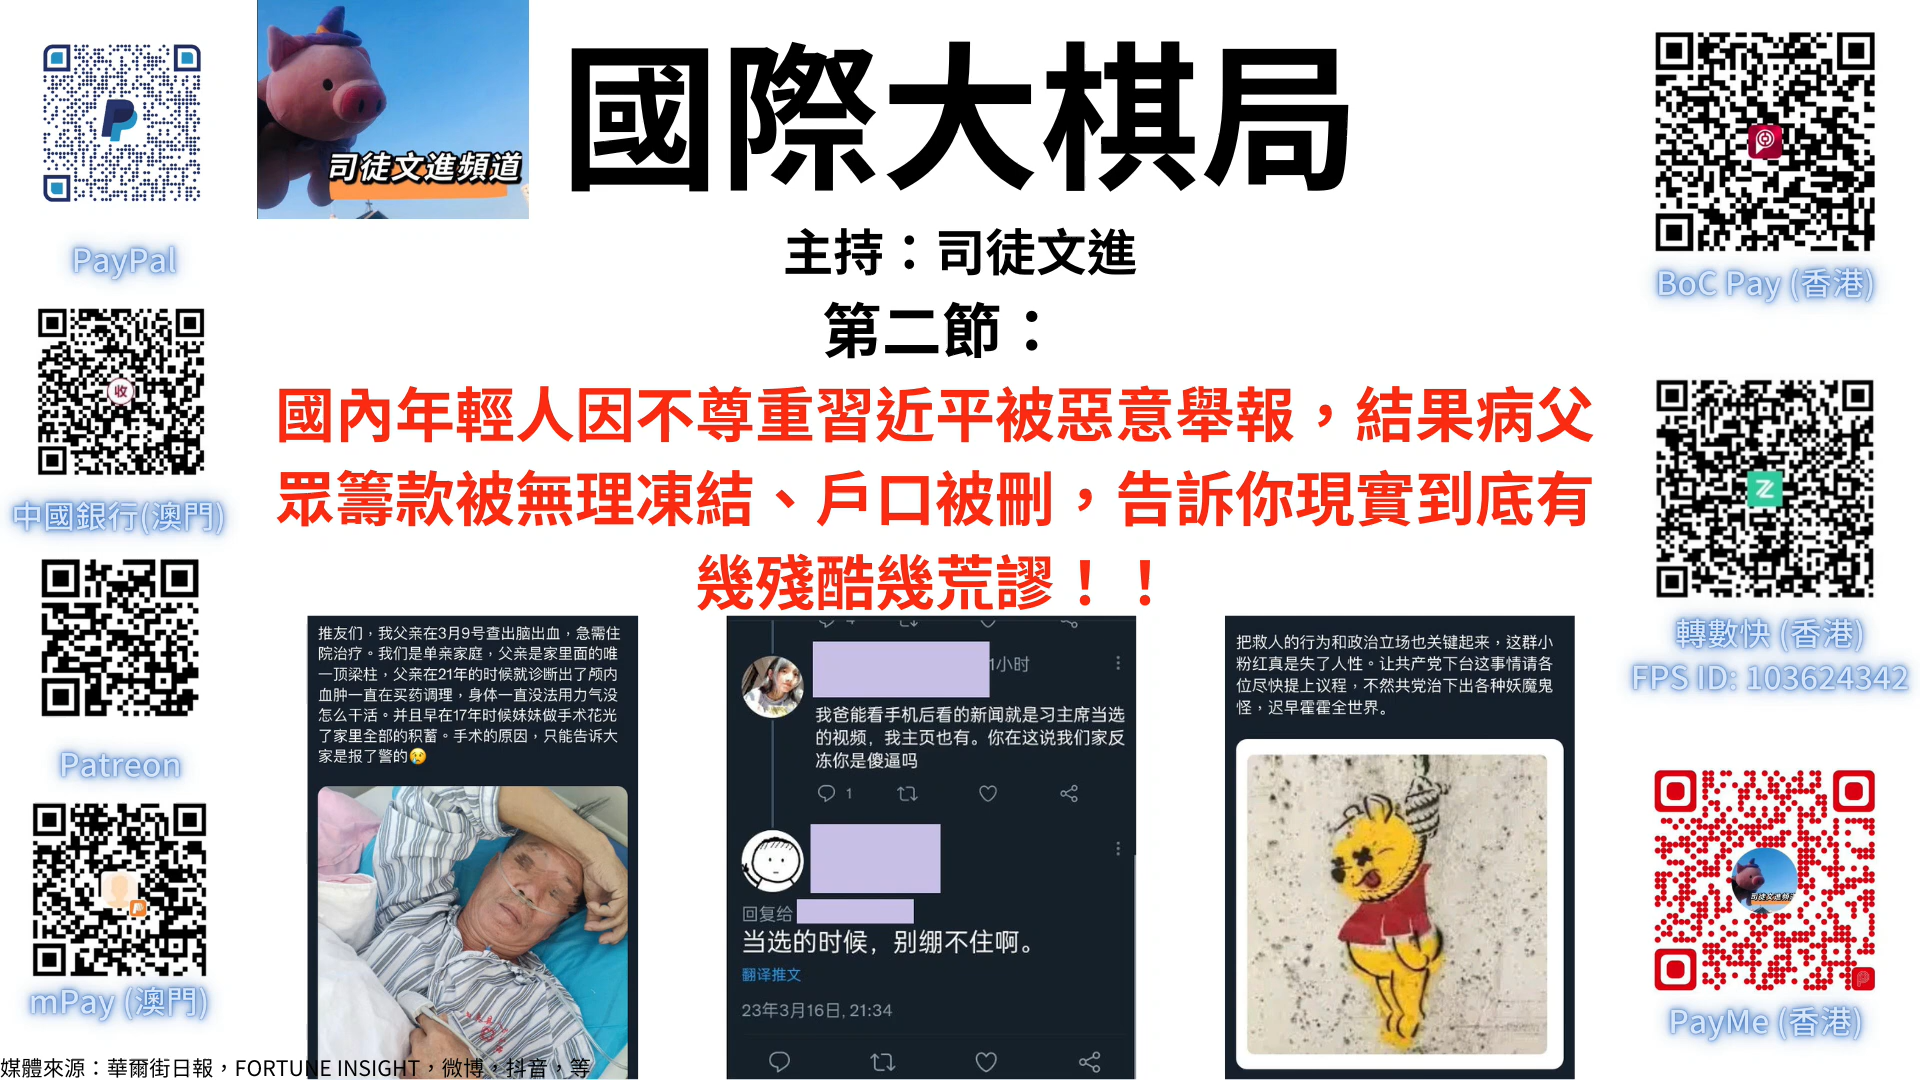 國際大棋局
司徒文進頻道
主持：司徒文進
第二節：
國內年輕人因不尊重習近平被惡意舉報，結果病父
眾籌款被無理凍結、戶口被刪，告訴你現實到底有
幾殘酷幾荒謬！！
PayPal
收
中國銀行(澳門)
Patreon
mPay (澳門)
推友们，我父亲在3月9号查出脑出血，急需住
院治疗。我们是单亲家庭，父亲是家里面的唯
一顶梁柱，父亲在21年的时候就诊断出了颅内
血肿一直在买药调理，身体一直没法用力气没
怎么干活。并且早在17年时候妹妹做手术花光
了家里全部的积蓄。手术的原因，只能告诉大
家是报了警的😢
1小时
我爸能看手机后看的新闻就是习主席当选
的视频，我主页也有。你在这说我们家反
冻你是傻逼吗
1
回复给
当选的时候，别绷不住啊。
翻译推文
23年3月16日, 21:34
把救人的行为和政治立场也关键起来，这群小
粉红真是失了人性。让共产党下台这事情请各
位尽快提上议程，不然共党治下出各种妖魔鬼
怪，迟早霍霍全世界。
BoC Pay (香港)
轉數快 (香港)
FPS ID: 103624342
PayMe (香港)
媒體來源：華爾街日報，FORTUNE INSIGHT，微博，抖音，等